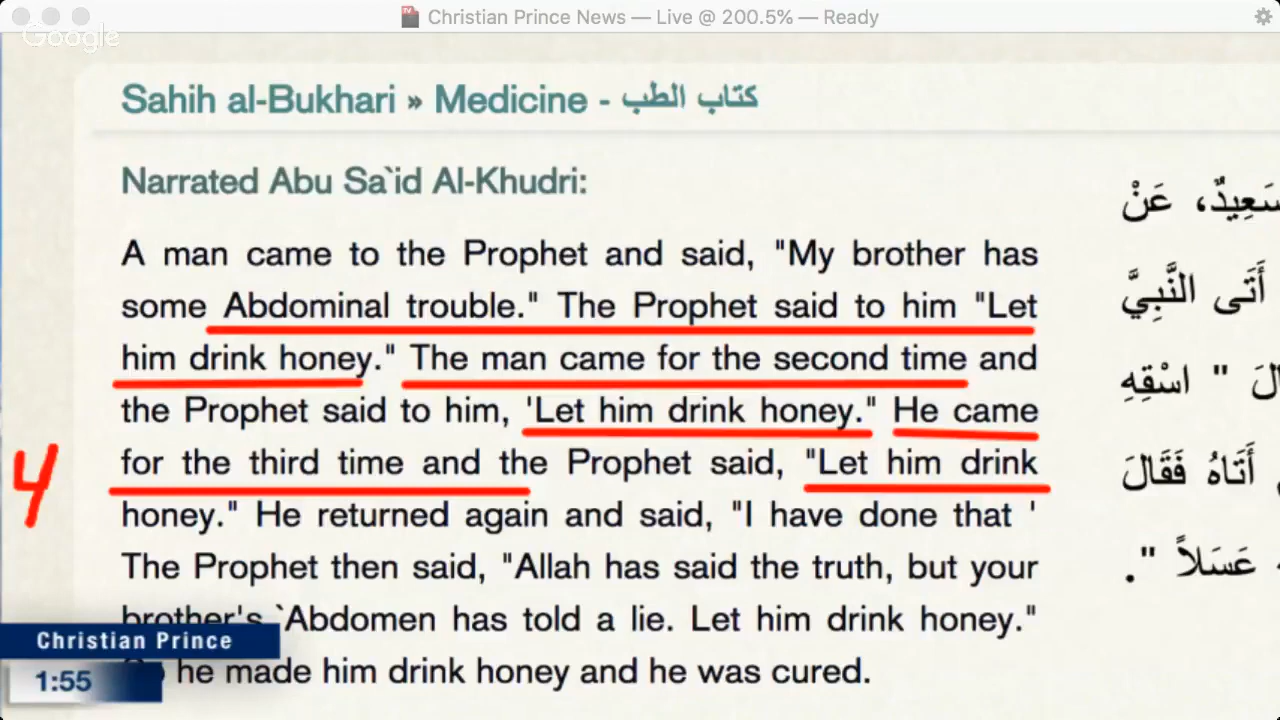 Christian Prince News — Live @ 200.5% — Ready
Google
Sahih al-Bukhari » Medicine - كتاب الطب
Narrated Abu Sa`id Al-Khudri:
A man came to the Prophet and said, "My brother has
some Abdominal trouble." The Prophet said to him "Let
him drink honey." The man came for the second time and
the Prophet said to him, 'Let him drink honey." He came
for the third time and the Prophet said, "Let him drink
honey." He returned again and said, "I have done that '
The Prophet then said, "Allah has said the truth, but your
brother's `Abdomen has told a lie. Let him drink honey."
he made him drink honey and he was cured.
سَعِيدٌ، عَنْ
أَتَى النَّبِيَّ
" اسْقِهِ
أَتَاهُ فَقَالَ
عَسَلاً ".
4
Christian Prince
1:55